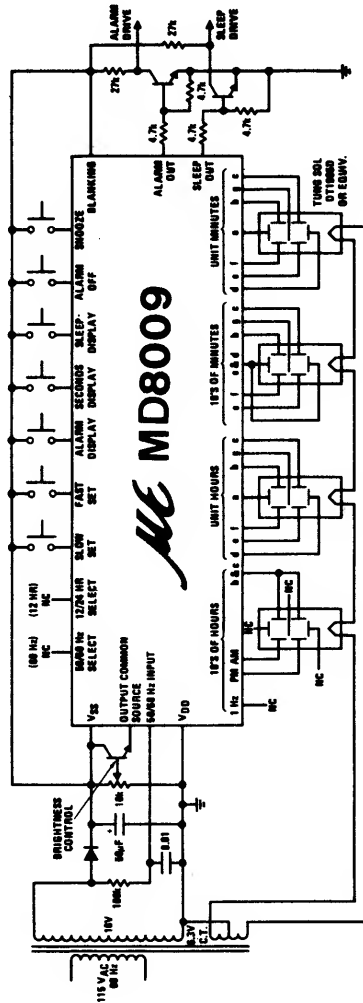 ALARM DRIVE
SLEEP DRIVE
27k
27k
4.7k
4.7k
4.7k
4.7k
BLANKING
ALARM OUT
SLEEP OUT
SNOOZE
ALARM OFF
SLEEP DISPLAY
SECONDS DISPLAY
ALARM DISPLAY
FAST SET
SLOW SET
(12 HR)
NC
12/24 HR SELECT
(60 Hz)
NC
50/60 Hz SELECT
MD8009
VSS
OUTPUT COMMON SOURCE
50/60 Hz INPUT
VDD
BRIGHTNESS CONTROL
10k
50µF
+
100k
0.01
16V
115 VAC
60 Hz
6.3V
C.T.
1 Hz
PM AM
b&c
10'S OF HOURS
NC
NC
NC
NC
c d e f a b g c
UNIT HOURS
e f a&d b g c
10'S OF MINUTES
d e f a b g c
UNIT MINUTES
TUNG SOL
DT1905D
OR EQUIV.